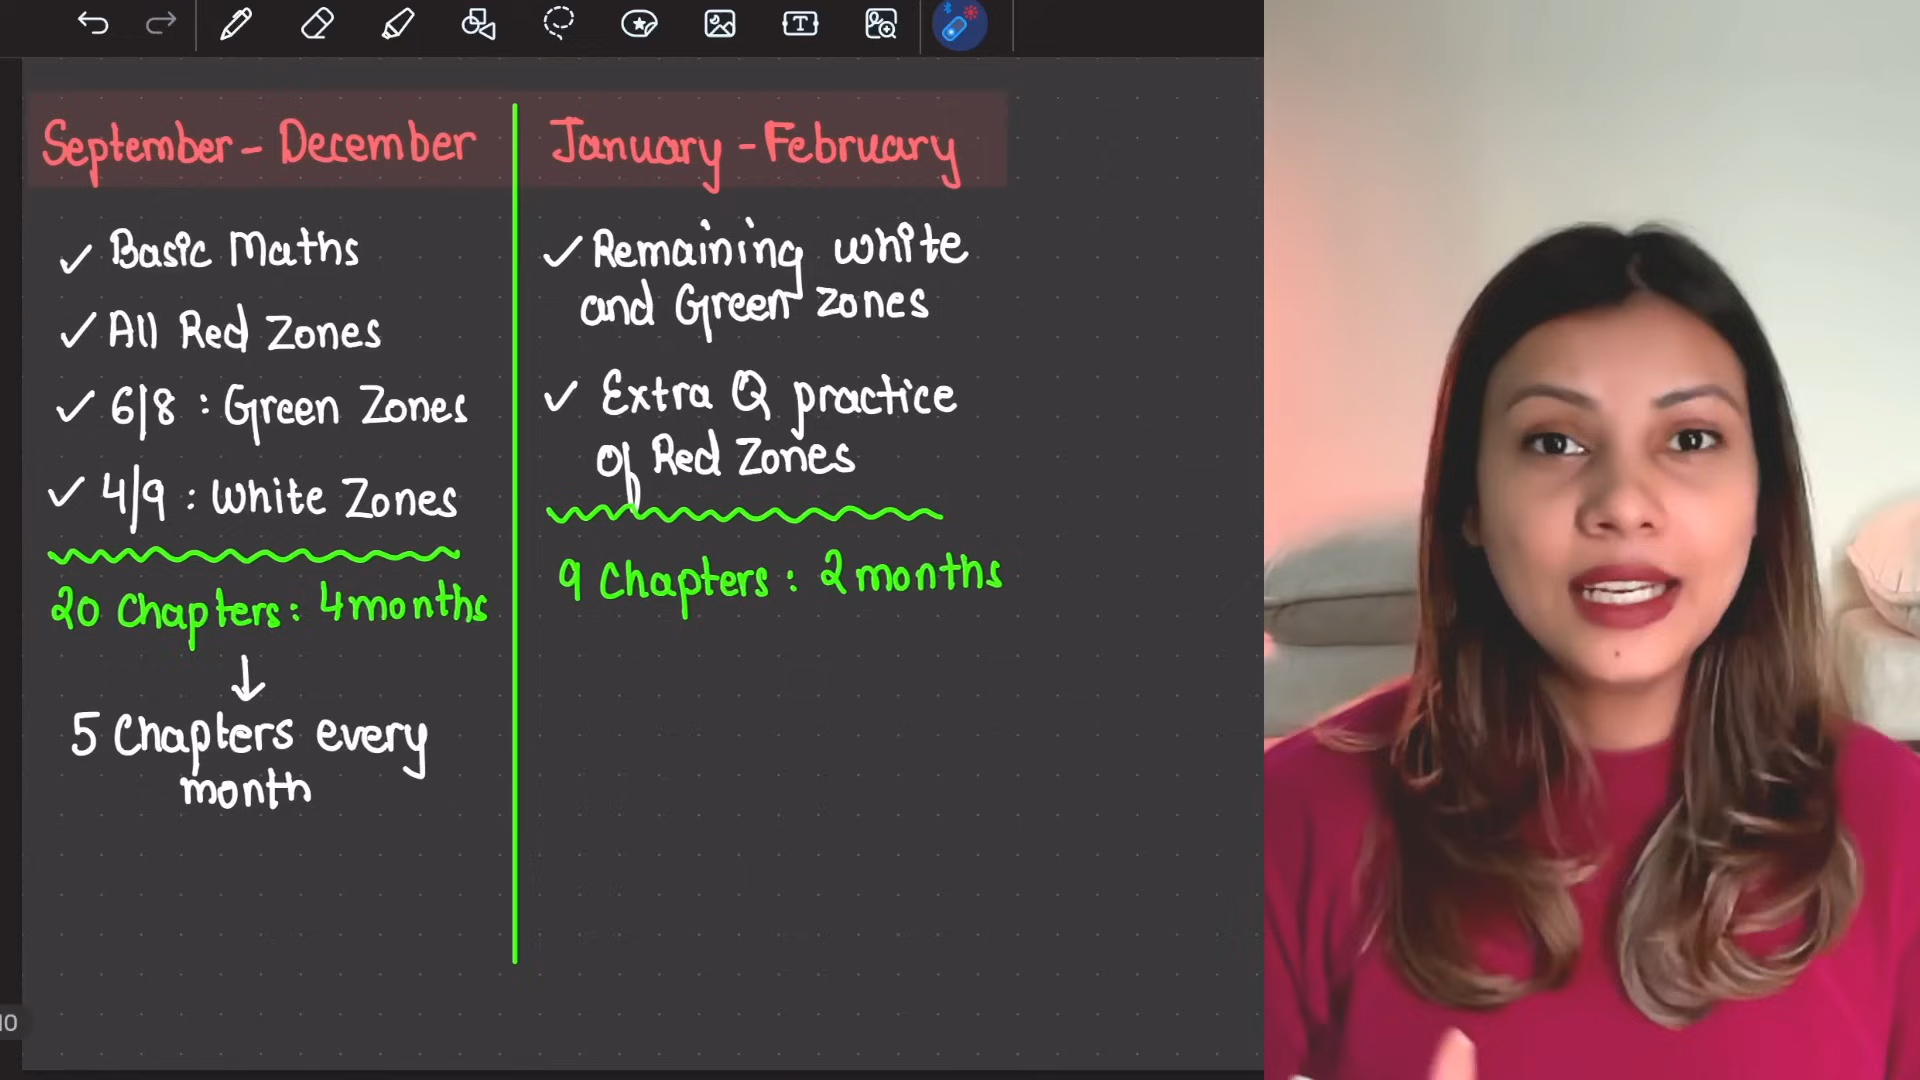 September - December
✓ Basic Maths
✓ All Red Zones
✓ 6/8 : Green Zones
✓ 4/9 : White Zones
20 Chapters : 4 months
↓
5 Chapters every
month
January - February
✓ Remaining white
and Green zones
✓ Extra Q practice
of Red Zones
9 Chapters : 2 months
T
10